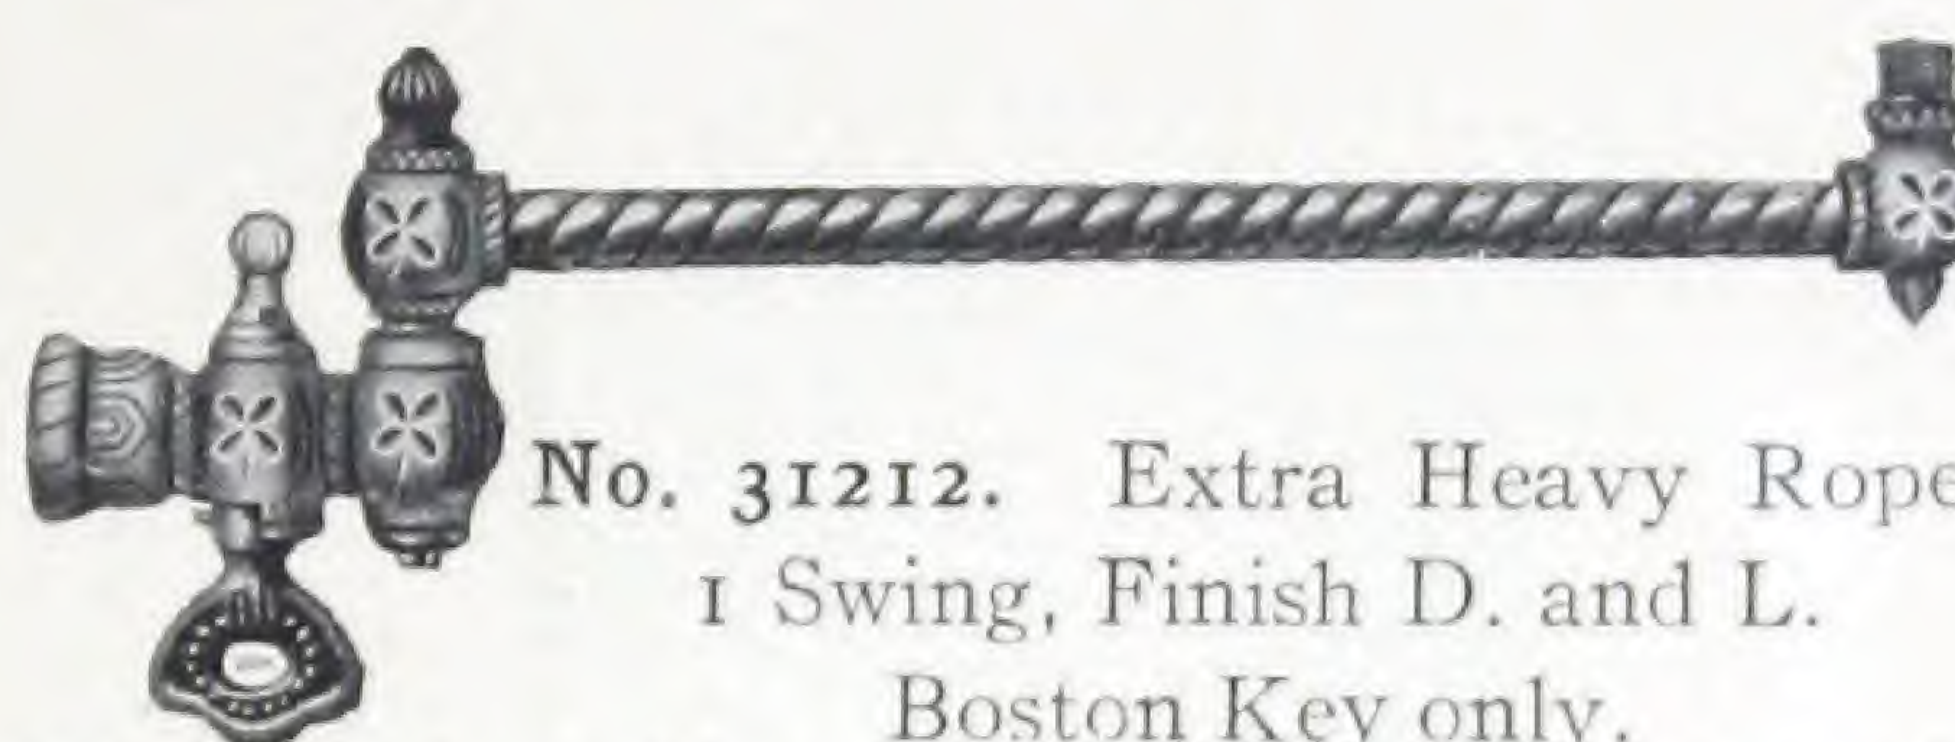 No. 31212. Extra Heavy Rope
1 Swing, Finish D. and L.
Boston Key only.